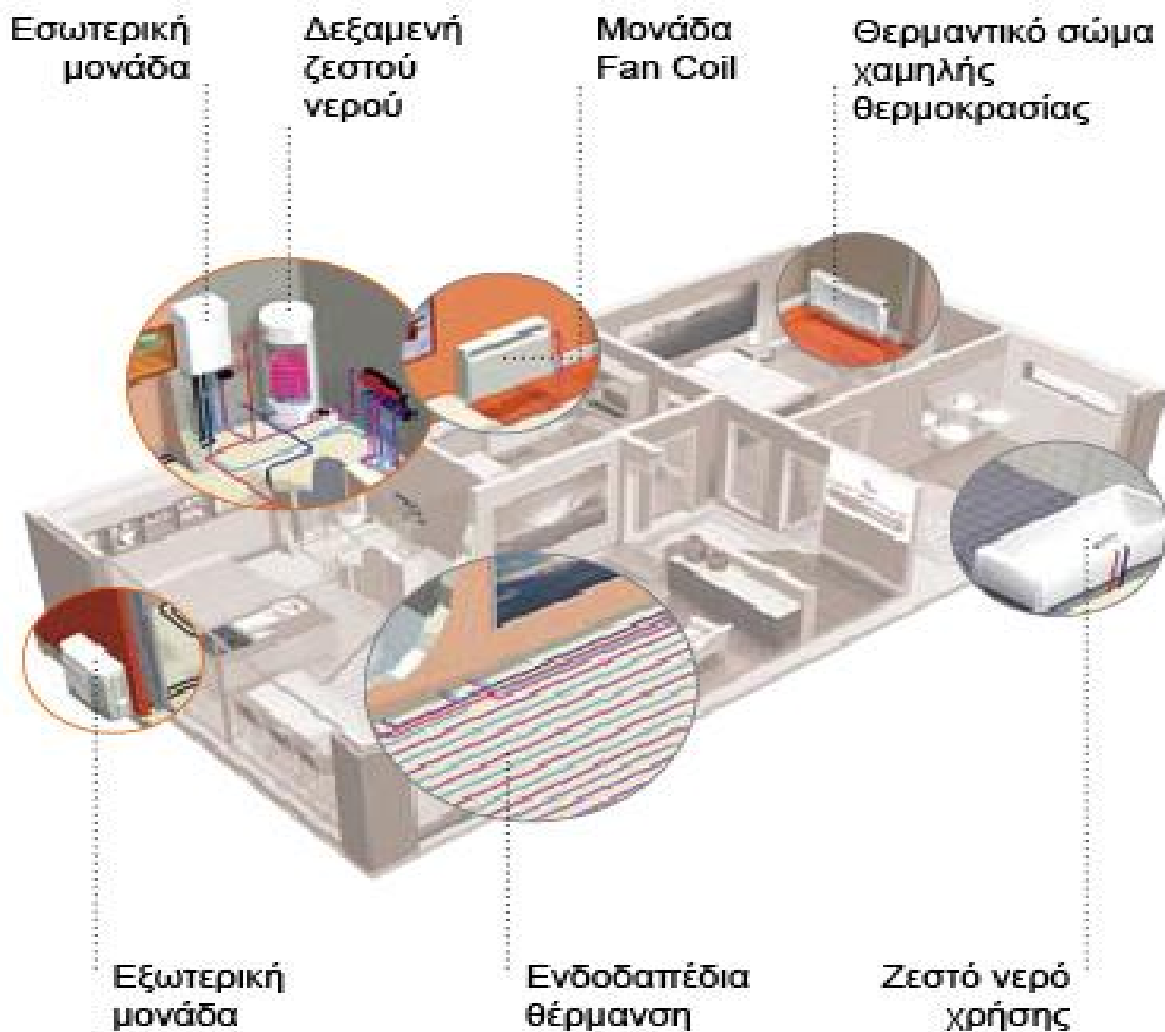 Εσωτερική
μονάδα
Δεξαμενή
ζεστού
νερού
Μονάδα
Fan Coil
Θερμαντικό σώμα
χαμηλής
θερμοκρασίας
Εξωτερική
μονάδα
Ενδοδαπέδια
θέρμανση
Ζεστό νερό
χρήσης